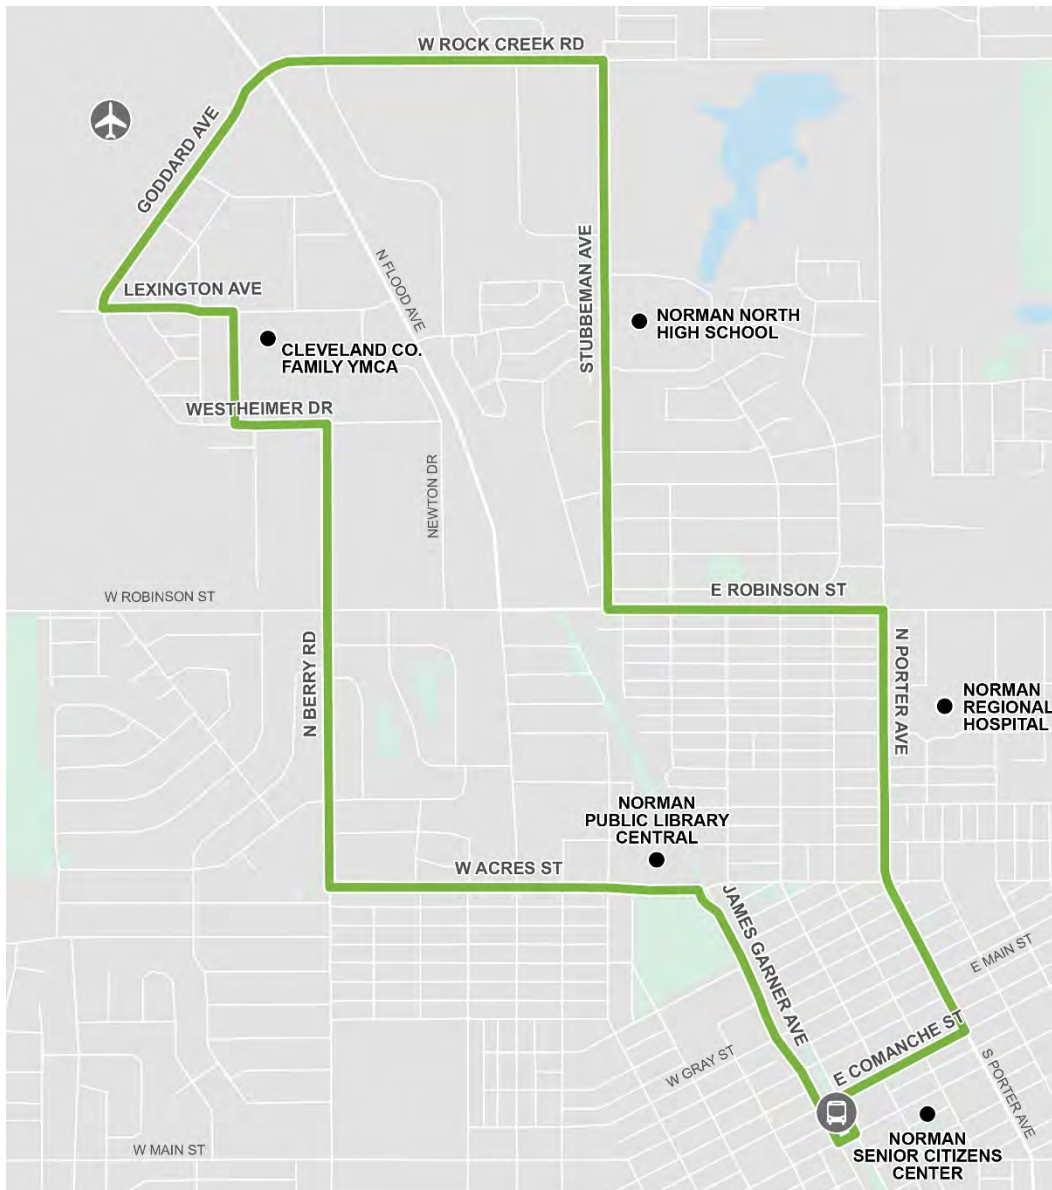 W ROCK CREEK RD
GODDARD AVE
N FLOOD AVE
STUBBEMAN AVE
LEXINGTON AVE
NORMAN NORTH
HIGH SCHOOL
CLEVELAND CO.
FAMILY YMCA
WESTHEIMER DR
NEWTON DR
W ROBINSON ST
E ROBINSON ST
N BERRY RD
N PORTER AVE
NORMAN
REGIONAL
HOSPITAL
NORMAN
PUBLIC LIBRARY
CENTRAL
W ACRES ST
JAMES GARNER AVE
E MAIN ST
E COMANCHE ST
W GRAY ST
S PORTER AVE
W MAIN ST
NORMAN
SENIOR CITIZENS
CENTER